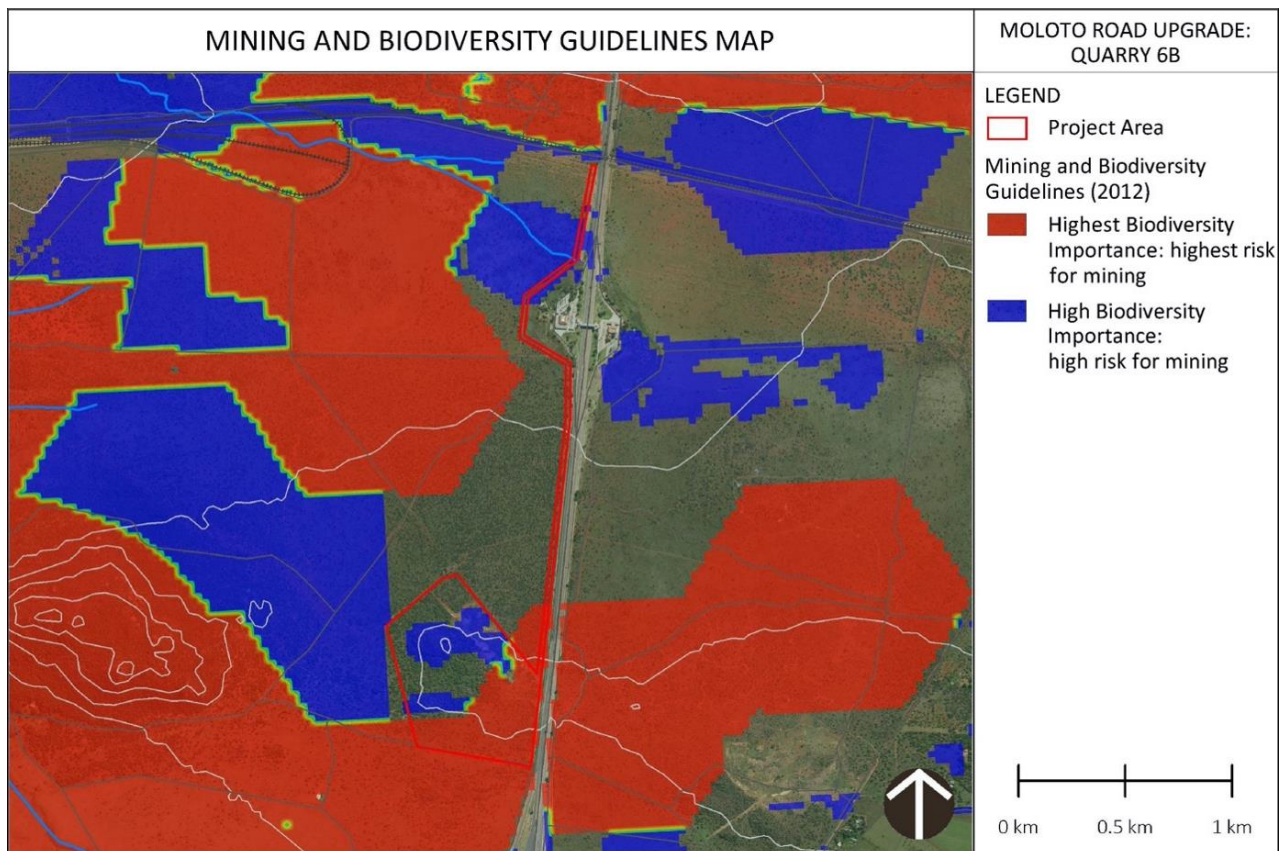 MINING AND BIODIVERSITY GUIDELINES MAP
MOLOTO ROAD UPGRADE:
QUARRY 6B
LEGEND
Project Area
Mining and Biodiversity
Guidelines (2012)
Highest Biodiversity
Importance: highest risk
for mining
High Biodiversity
Importance:
high risk for mining
0 km
0.5 km
1 km